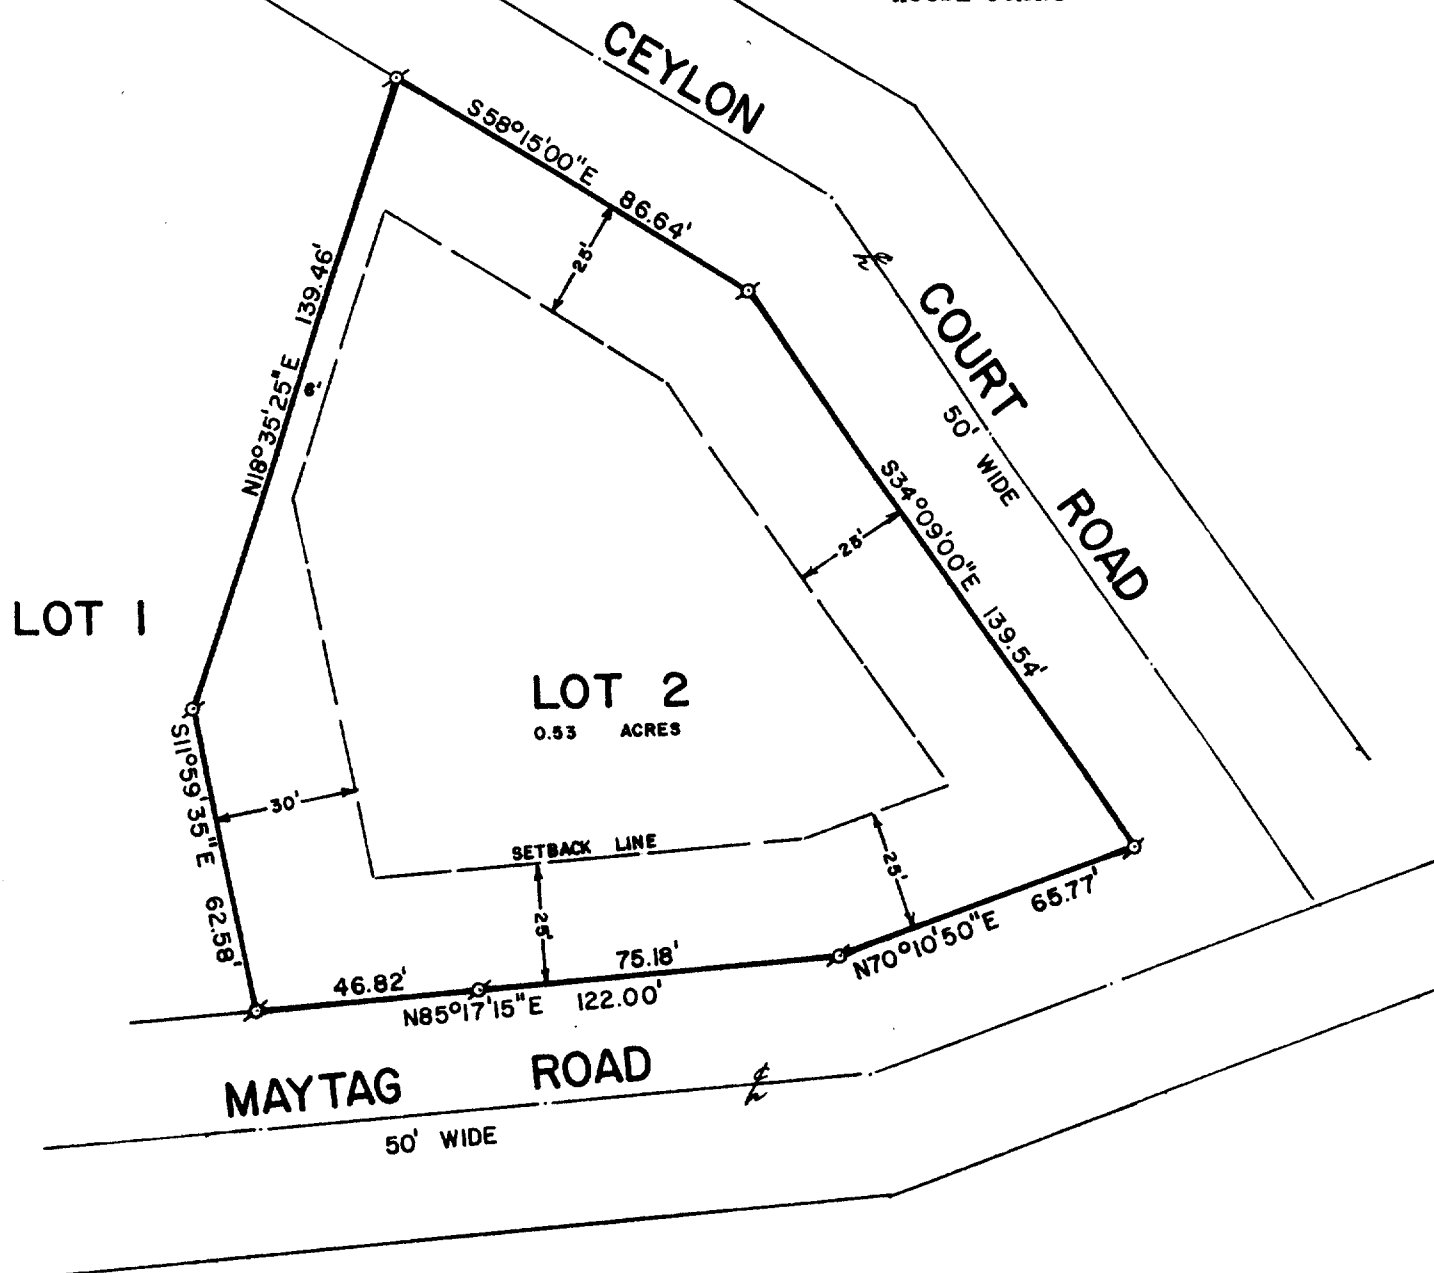 CEYLON
COURT
ROAD
50' WIDE
S58°15'00"E 86.64'
25'
N18°35'25"E 139.46'
6'
S34°09'00"E 139.54'
25'
LOT 1
LOT 2
0.53 ACRES
S11°59'35"E 62.58'
30'
SETBACK LINE
25'
25'
46.82'
75.18'
N85°17'15"E 122.00'
N70°10'50"E 65.77'
MAYTAG ROAD
50' WIDE